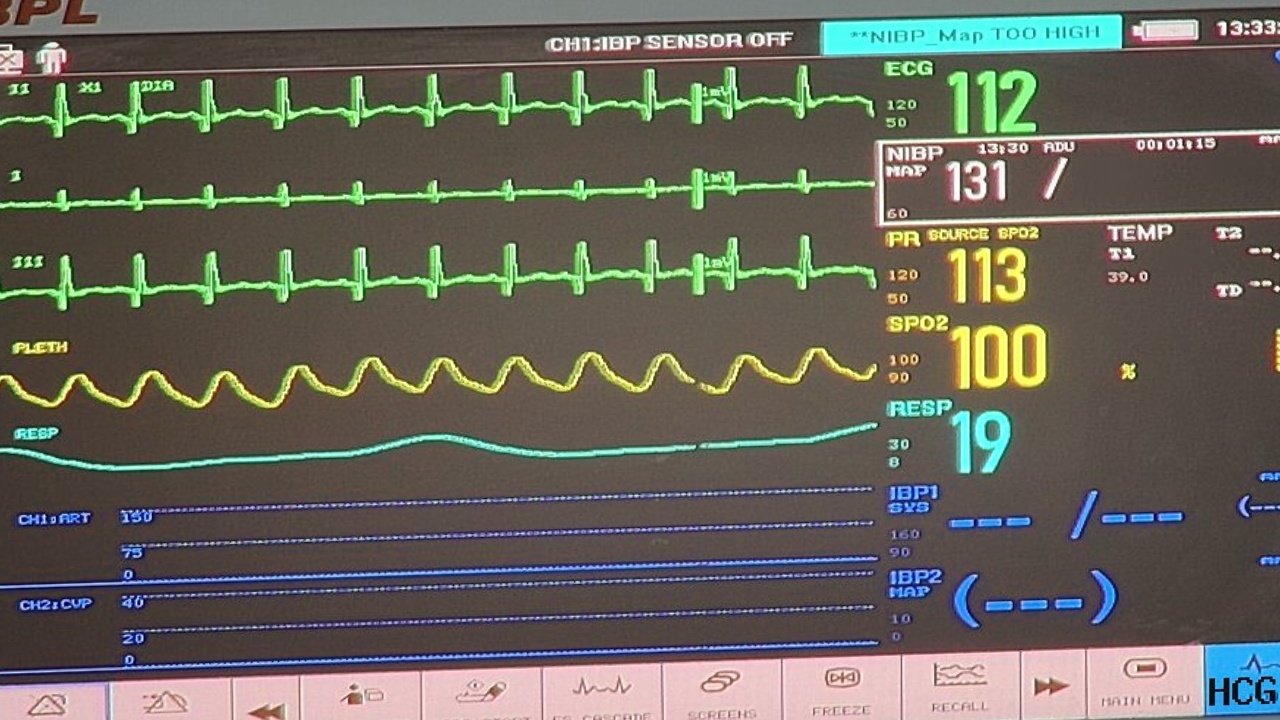 BPL
CH1:IBP SENSOR OFF
**NIBP_Map TOO HIGH
13:33
II X1 DIA
1mV
ECG
120
50
112
I
1mV
NIBP 13:30 ADU 00:01:15
MAP
131 /
60
III
1mV
PR SOURCE SPO2
120
50
113
TEMP
T1
39.0
T2
--.
TD --.
PLETH
SPO2
100
90
100
%
RESP
RESP
30
8
19
CH1:ART
150
75
0
IBP1
SYS
160
90
--- / ---
(--
CH2:CVP
40
20
0
IBP2
MAP
10
0
(---)
SCREENS
FREEZE
RECALL
MAIN MENU
HCG